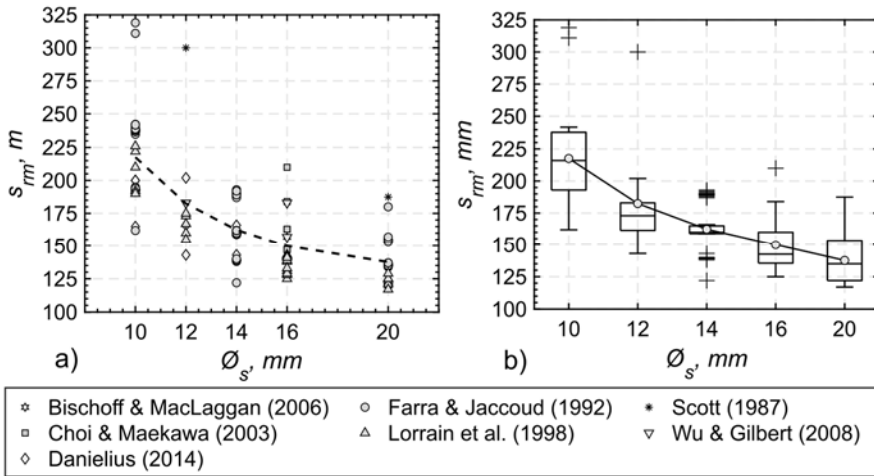 325
300
275
250
225
200
175
150
125
100
s_rm, m
10 12 14 16 20
a)
Ø_s, mm
325
300
275
250
225
200
175
150
125
100
s_rm, mm
10 12 14 16 20
b)
Ø_s, mm
Bischoff & MacLaggan (2006)
Farra & Jaccoud (1992)
Scott (1987)
Choi & Maekawa (2003)
Lorrain et al. (1998)
Wu & Gilbert (2008)
Danielius (2014)